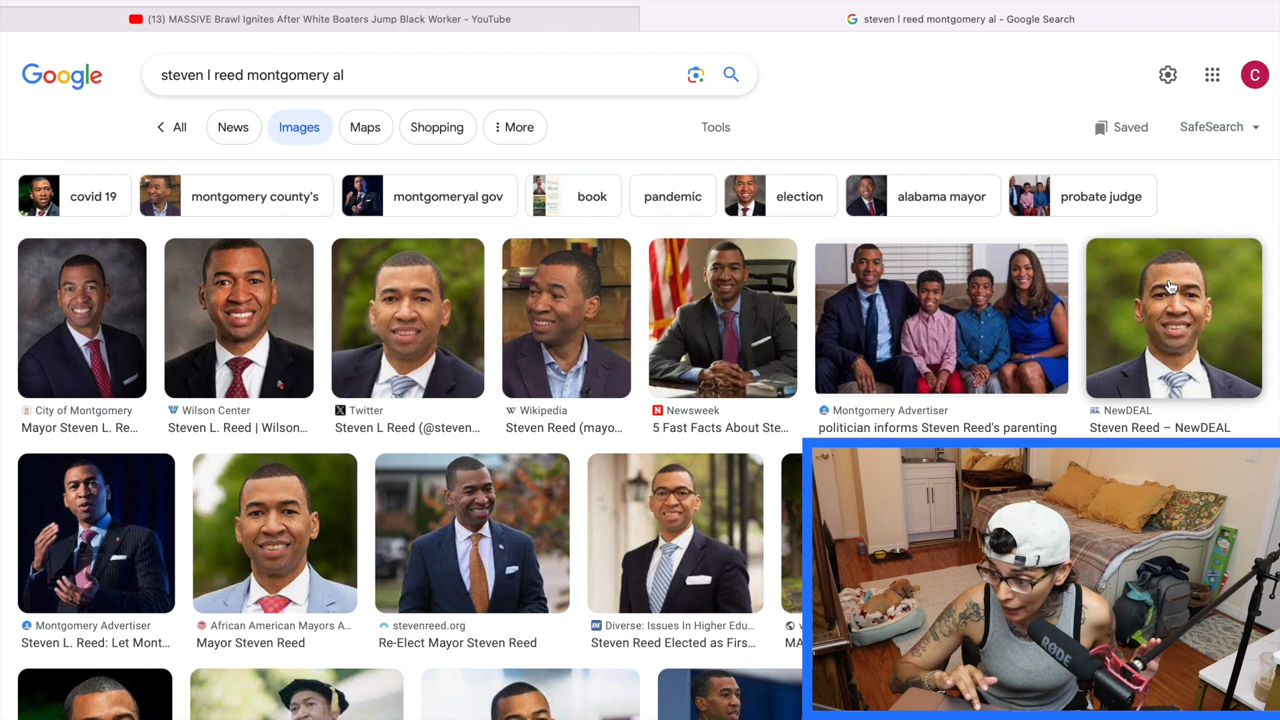 (13) MASSIVE Brawl Ignites After White Boaters Jump Black Worker - YouTube
steven l reed montgomery al - Google Search
Google
steven l reed montgomery al
C
All
News
Images
Maps
Shopping
More
Tools
Saved
SafeSearch
covid 19
montgomery county's
montgomeryal gov
book
pandemic
election
alabama mayor
probate judge
City of Montgomery
Mayor Steven L. Re...
Wilson Center
Steven L. Reed | Wilson...
Twitter
Steven L Reed (@steven...
Wikipedia
Steven Reed (mayo...
Newsweek
5 Fast Facts About Ste...
Montgomery Advertiser
politician informs Steven Reed's parenting
NewDEAL
Steven Reed – NewDEAL
Montgomery Advertiser
Steven L. Reed: Let Mont...
African American Mayors A...
Mayor Steven Reed
stevenreed.org
Re-Elect Mayor Steven Reed
Diverse: Issues In Higher Edu...
Steven Reed Elected as Firs...
MA
RØDE